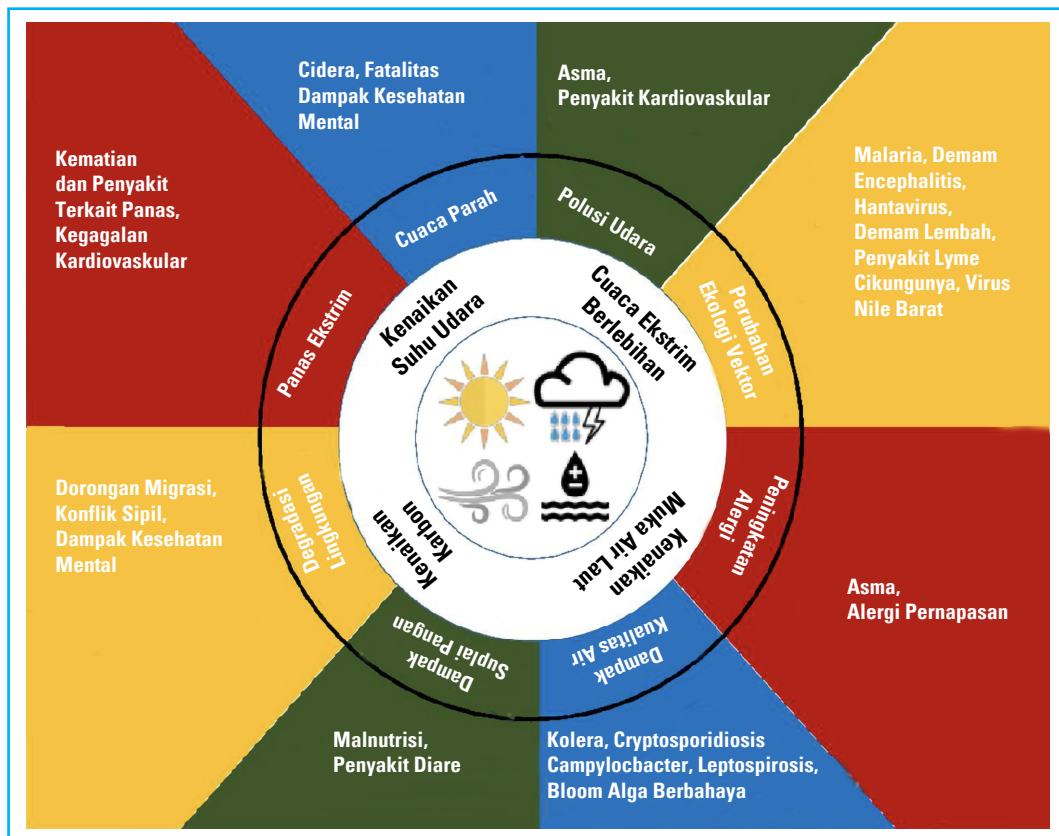 Cidera, Fatalitas
Dampak Kesehatan
Mental
Asma,
Penyakit Kardiovaskular
Kematian
dan Penyakit
Terkait Panas,
Kegagalan
Kardiovaskular
Malaria, Demam
Encephalitis,
Hantavirus,
Demam Lembah,
Penyakit Lyme
Cikungunya, Virus
Nile Barat
Cuaca Parah
Polusi Udara
Panas Ekstrim
Perubahan
Ekologi Vektor
Kenaikan
Suhu Udara
Cuaca Ekstrim
Berlebihan
Kenaikan
Karbon
Kenaikan
Muka Air Laut
Degradasi
Lingkungan
Peningkatan
Alergi
Dampak
Suplai Pangan
Dampak
Kualitas Air
Dorongan Migrasi,
Konflik Sipil,
Dampak Kesehatan
Mental
Asma,
Alergi Pernapasan
Malnutrisi,
Penyakit Diare
Kolera, Cryptosporidiosis
Campylocbacter, Leptospirosis,
Bloom Alga Berbahaya